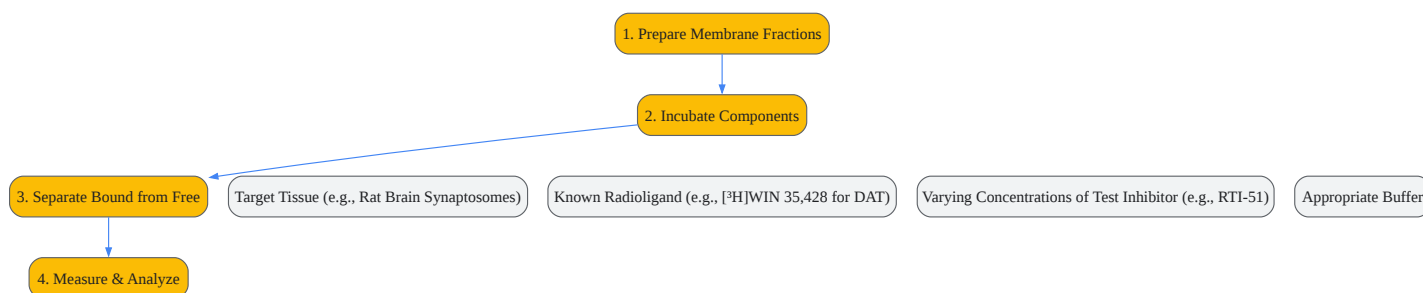 1. Prepare Membrane Fractions
2. Incubate Components
3. Separate Bound from Free
Target Tissue (e.g., Rat Brain Synaptosomes)
Known Radioligand (e.g., [³H]WIN 35,428 for DAT)
Varying Concentrations of Test Inhibitor (e.g., RTI-51)
Appropriate Buffer
4. Measure & Analyze